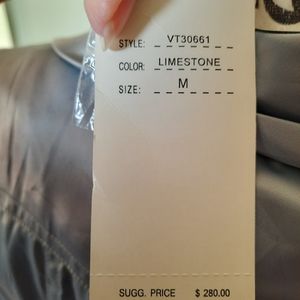 STYLE: VT30661
COLOR: LIMESTONE
SIZE: M
SUGG. PRICE $ 280.00